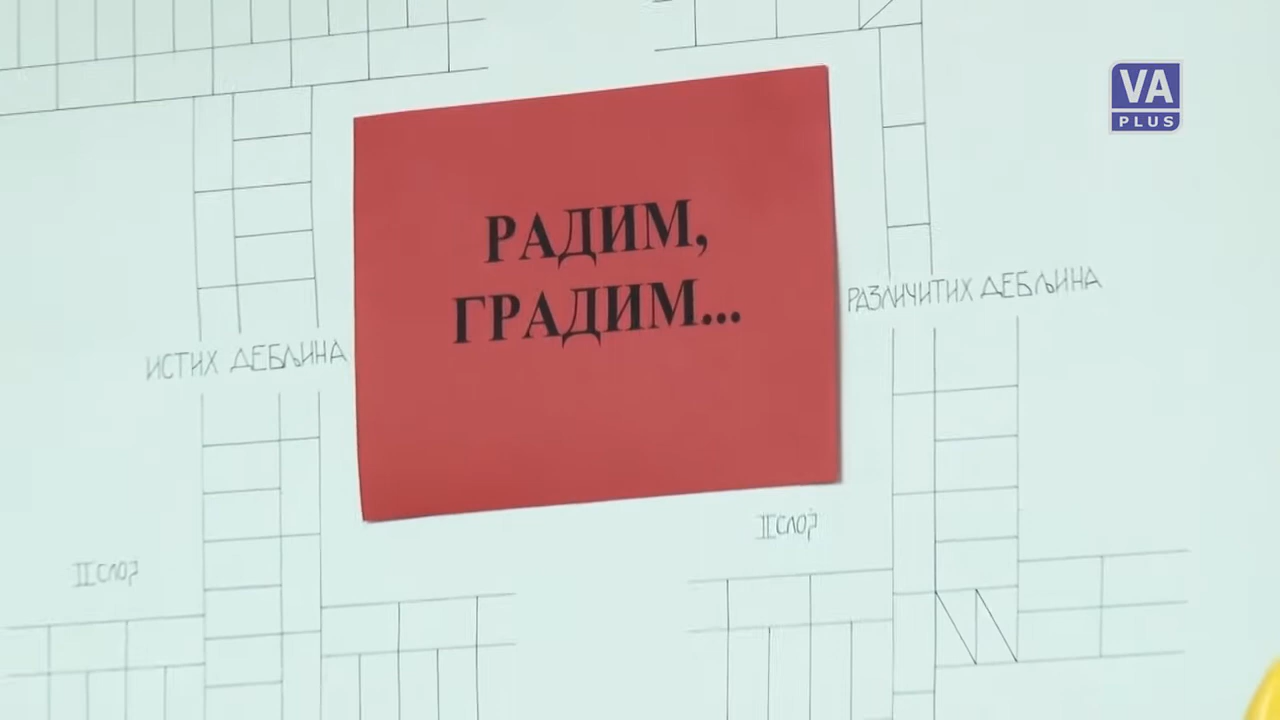 VA
PLUS
РАДИМ,
ГРАДИМ...
РАЗЛИЧИТИХ ДЕБЉИНА
ИСТИХ ДЕБЉИНА
II СЛОЈ
II СЛОЈ